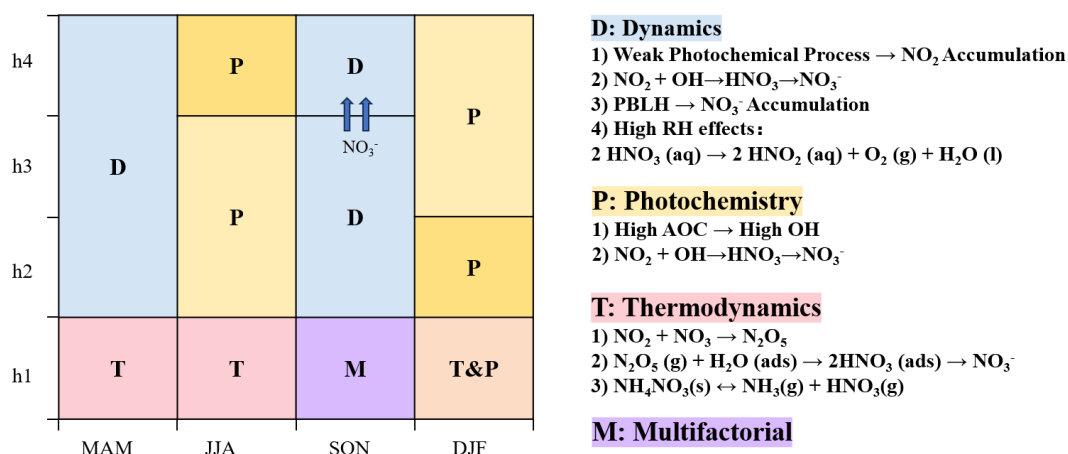 h4
P
D
P
NO₃⁻
h3
D
P
D
h2
P
h1
T
T
M
T&P
MAM
JJA
SON
DJF
D: Dynamics
1) Weak Photochemical Process → NO₂ Accumulation
2) NO₂ + OH→HNO₃→NO₃⁻
3) PBLH → NO₃⁻ Accumulation
4) High RH effects：
2 HNO₃ (aq) → 2 HNO₂ (aq) + O₂ (g) + H₂O (l)
P: Photochemistry
1) High AOC → High OH
2) NO₂ + OH→HNO₃→NO₃⁻
T: Thermodynamics
1) NO₂ + NO₃ → N₂O₅
2) N₂O₅ (g) + H₂O (ads) → 2HNO₃ (ads) → NO₃⁻
3) NH₄NO₃(s) ↔ NH₃(g) + HNO₃(g)
M: Multifactorial